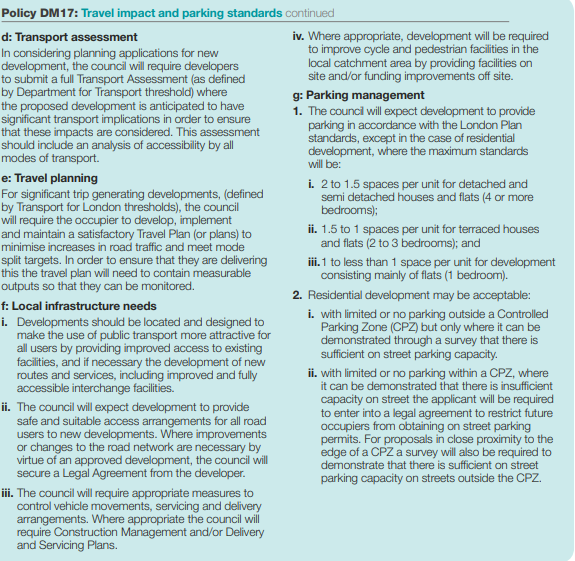 Policy DM17: Travel impact and parking standards continued
d: Transport assessment
In considering planning applications for new
development, the council will require developers
to submit a full Transport Assessment (as defined
by Department for Transport threshold) where
the proposed development is anticipated to have
significant transport implications in order to ensure
that these impacts are considered. This assessment
should include an analysis of accessibility by all
modes of transport.
e: Travel planning
For significant trip generating developments, (defined
by Transport for London thresholds), the council
will require the occupier to develop, implement
and maintain a satisfactory Travel Plan (or plans) to
minimise increases in road traffic and meet mode
split targets. In order to ensure that they are delivering
this the travel plan will need to contain measurable
outputs so that they can be monitored.
f: Local infrastructure needs
i. Developments should be located and designed to
make the use of public transport more attractive for
all users by providing improved access to existing
facilities, and if necessary the development of new
routes and services, including improved and fully
accessible interchange facilities.
ii. The council will expect development to provide
safe and suitable access arrangements for all road
users to new developments. Where improvements
or changes to the road network are necessary by
virtue of an approved development, the council will
secure a Legal Agreement from the developer.
iii. The council will require appropriate measures to
control vehicle movements, servicing and delivery
arrangements. Where appropriate the council will
require Construction Management and/or Delivery
and Servicing Plans.
iv. Where appropriate, development will be required
to improve cycle and pedestrian facilities in the
local catchment area by providing facilities on
site and/or funding improvements off site.
g: Parking management
1. The council will expect development to provide
parking in accordance with the London Plan
standards, except in the case of residential
development, where the maximum standards
will be:
i. 2 to 1.5 spaces per unit for detached and
semi detached houses and flats (4 or more
bedrooms);
ii. 1.5 to 1 spaces per unit for terraced houses
and flats (2 to 3 bedrooms); and
iii. 1 to less than 1 space per unit for development
consisting mainly of flats (1 bedroom).
2. Residential development may be acceptable:
i. with limited or no parking outside a Controlled
Parking Zone (CPZ) but only where it can be
demonstrated through a survey that there is
sufficient on street parking capacity.
ii. with limited or no parking within a CPZ, where
it can be demonstrated that there is insufficient
capacity on street the applicant will be required
to enter into a legal agreement to restrict future
occupiers from obtaining on street parking
permits. For proposals in close proximity to the
edge of a CPZ a survey will also be required to
demonstrate that there is sufficient on street
parking capacity on streets outside the CPZ.